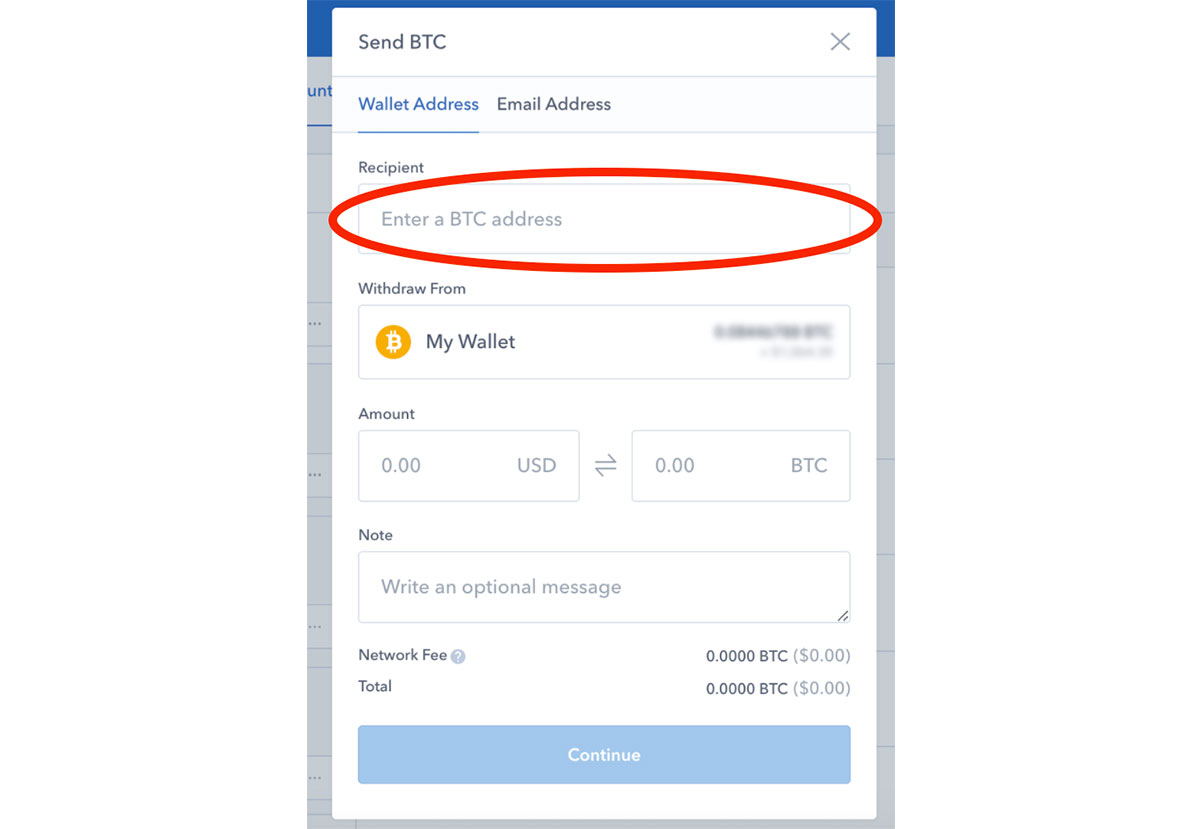 Send BTC
unt
Wallet Address Email Address
Recipient
Enter a BTC address
Withdraw From
My Wallet
Amount
0.00 USD 0.00 BTC
Note
Write an optional message
Network Fee ? 0.0000 BTC ($0.00)
Total 0.0000 BTC ($0.00)
Continue